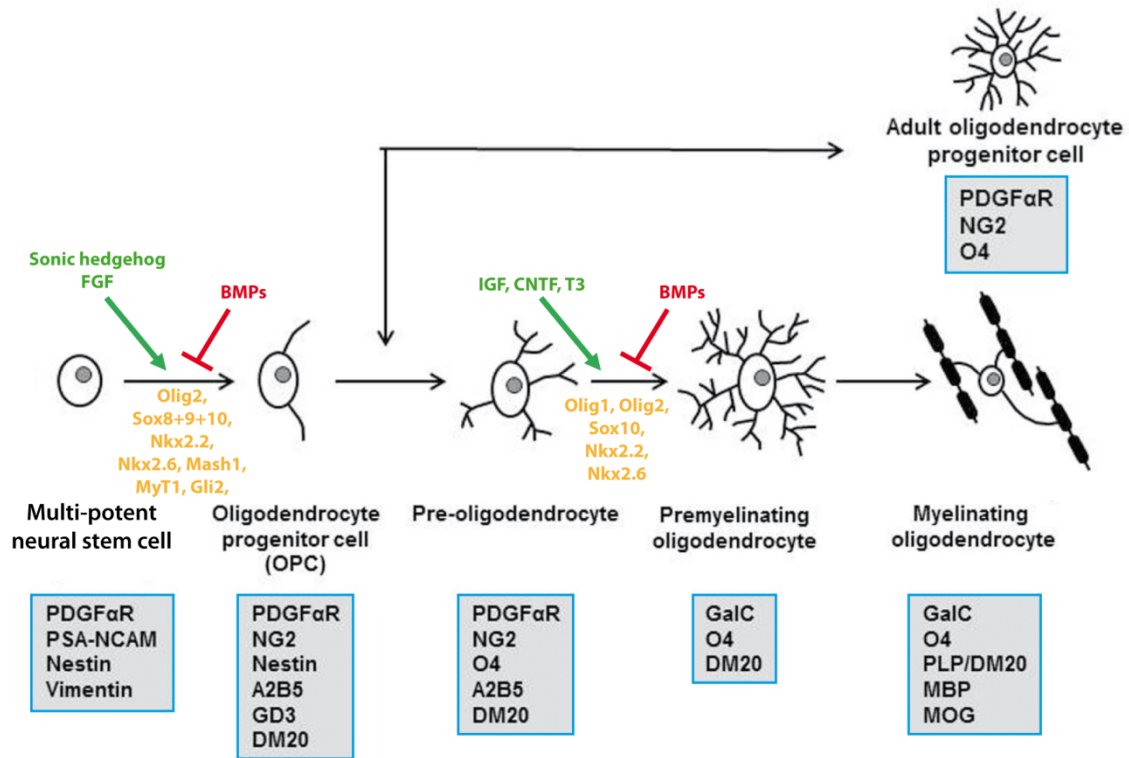 Adult oligodendrocyte
progenitor cell
PDGFαR
NG2
O4
Sonic hedgehog
FGF
BMPs
IGF, CNTF, T3
BMPs
Olig2,
Sox8+9+10,
Nkx2.2,
Nkx2.6, Mash1,
MyT1, Gli2,
Olig1, Olig2,
Sox10,
Nkx2.2,
Nkx2.6
Multi-potent
neural stem cell
Oligodendrocyte
progenitor cell
(OPC)
Pre-oligodendrocyte
Premyelinating
oligodendrocyte
Myelinating
oligodendrocyte
PDGFαR
PSA-NCAM
Nestin
Vimentin
PDGFαR
NG2
Nestin
A2B5
GD3
DM20
PDGFαR
NG2
O4
A2B5
DM20
GalC
O4
DM20
GalC
O4
PLP/DM20
MBP
MOG